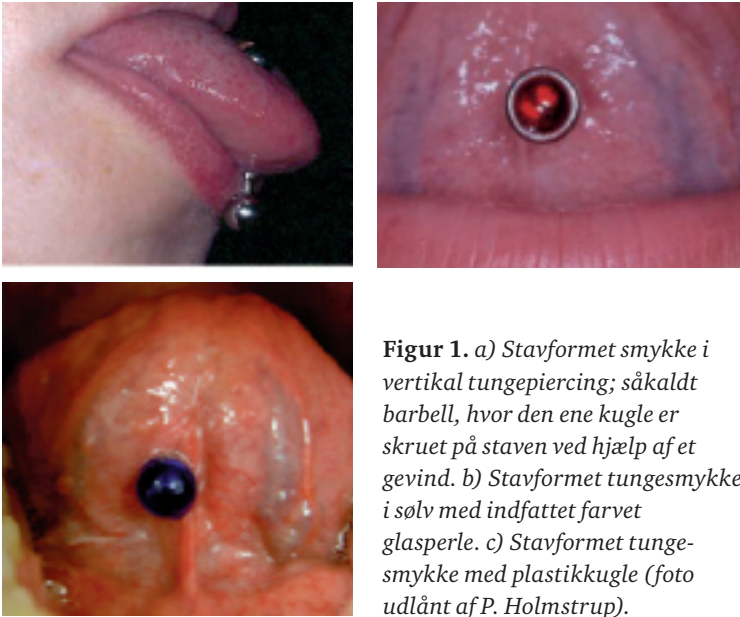 Figur 1. a) Stavformet smykke i
vertikal tungepiercing; såkaldt
barbell, hvor den ene kugle er
skruet på staven ved hjælp af et
gevind. b) Stavformet tungesmykke
i sølv med indfattet farvet
glasperle. c) Stavformet tunge-
smykke med plastikkugle (foto
udlånt af P. Holmstrup).